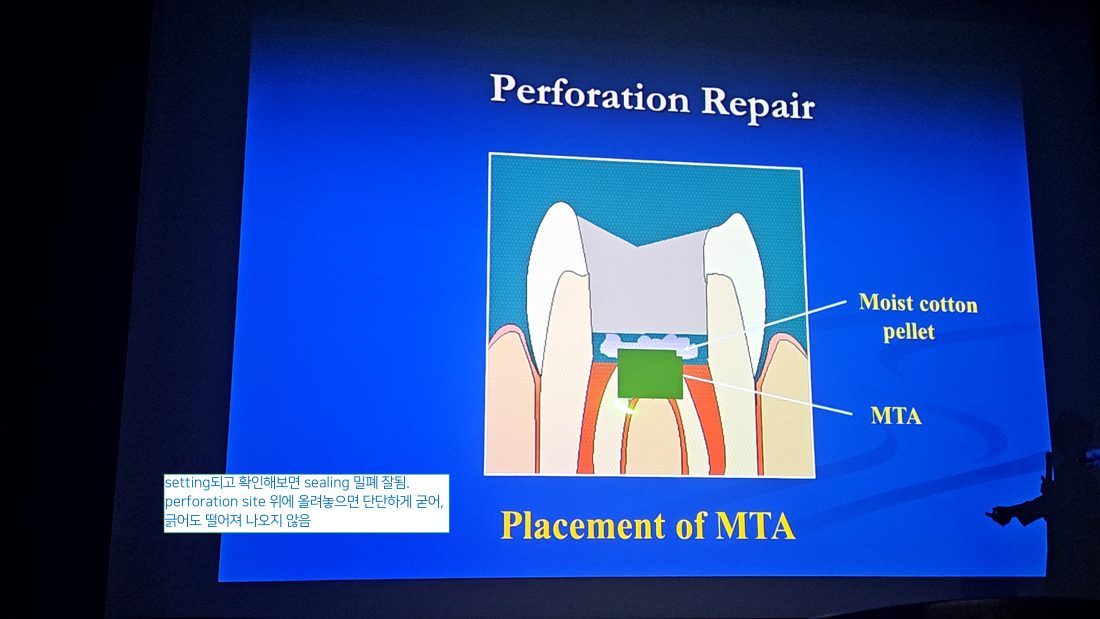 Perforation Repair
Moist cotton
pellet
MTA
setting되고 확인해보면 sealing 밀폐 잘됨.
perforation site 위에 올려놓으면 단단하게 굳어,
긁어도 떨어져 나오지 않음
Placement of MTA